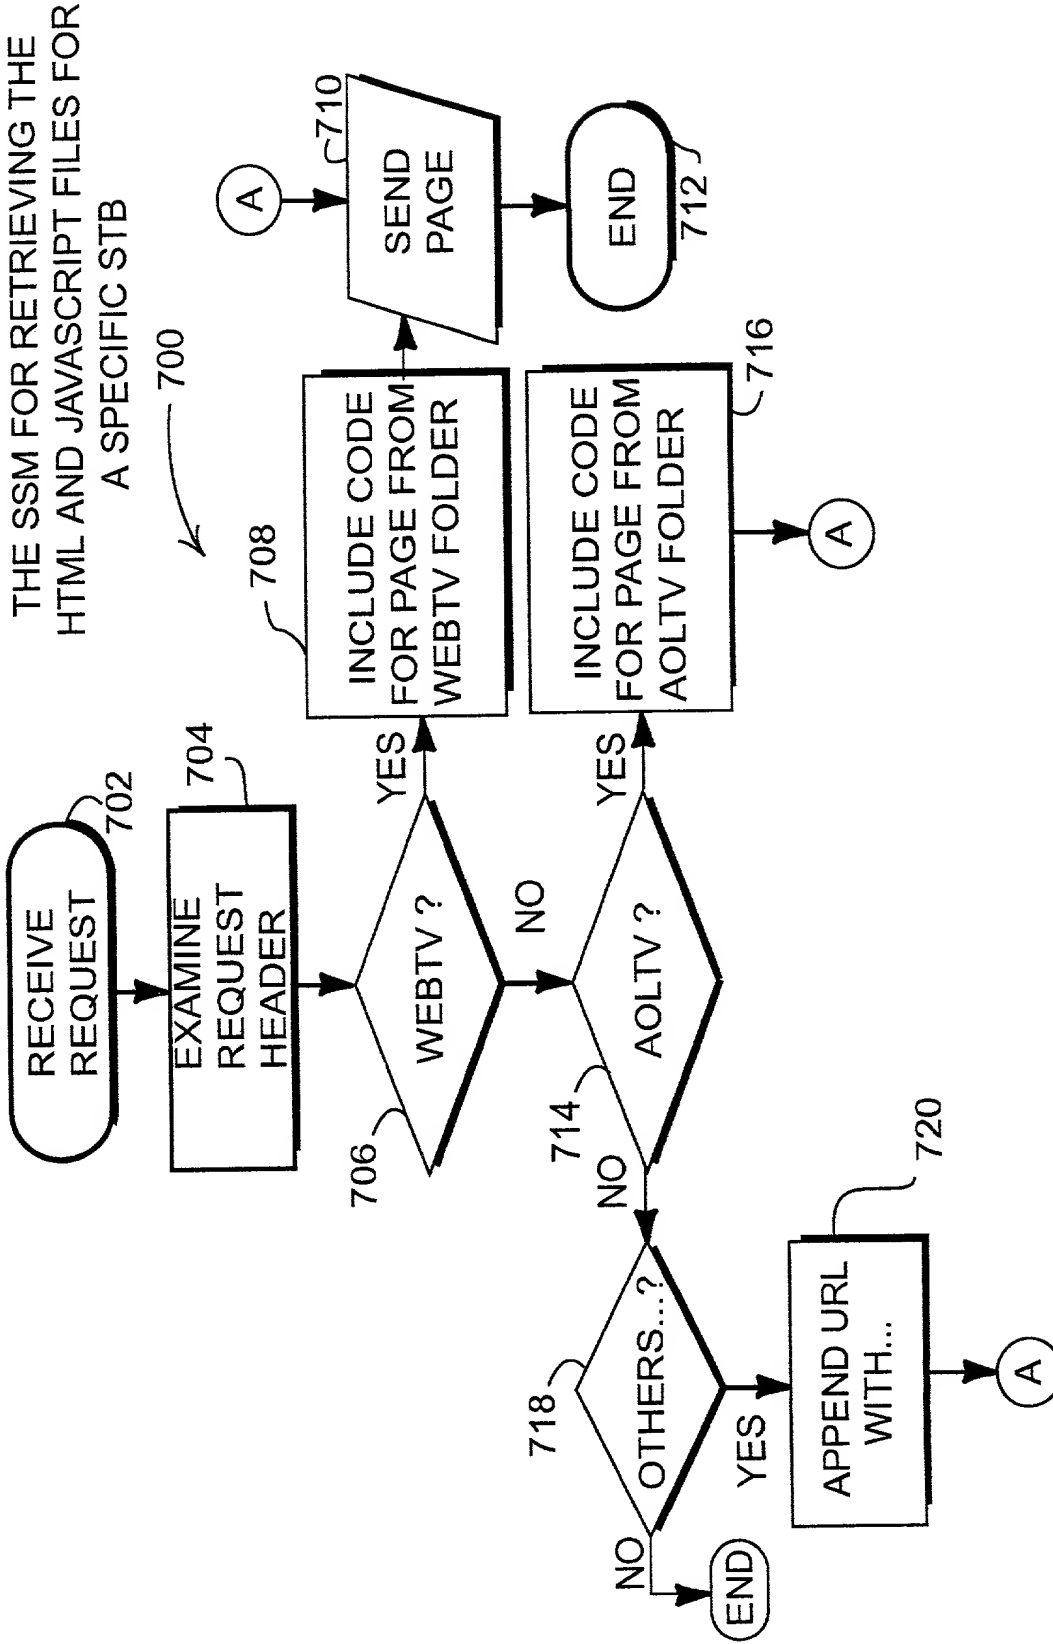 THE SSM FOR RETRIEVING THE
HTML AND JAVASCRIPT FILES FOR
A SPECIFIC STB
700
RECEIVE
REQUEST
702
EXAMINE
REQUEST
HEADER
704
WEBTV ?
706
YES
NO
INCLUDE CODE
FOR PAGE FROM
WEBTV FOLDER
708
A
SEND
PAGE
710
END
712
AOLTV ?
714
YES
NO
INCLUDE CODE
FOR PAGE FROM
AOLTV FOLDER
716
A
OTHERS...?
718
NO
END
YES
APPEND URL
WITH...
720
A